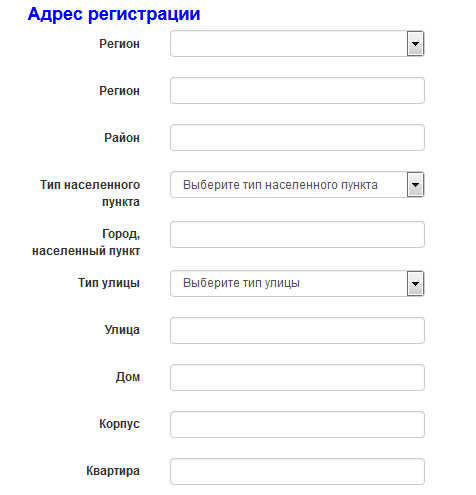 Адрес регистрации
Регион
Регион
Район
Тип населенного
пункта
Выберите тип населенного пункта
Город,
населенный пункт
Тип улицы
Выберите тип улицы
Улица
Дом
Корпус
Квартира